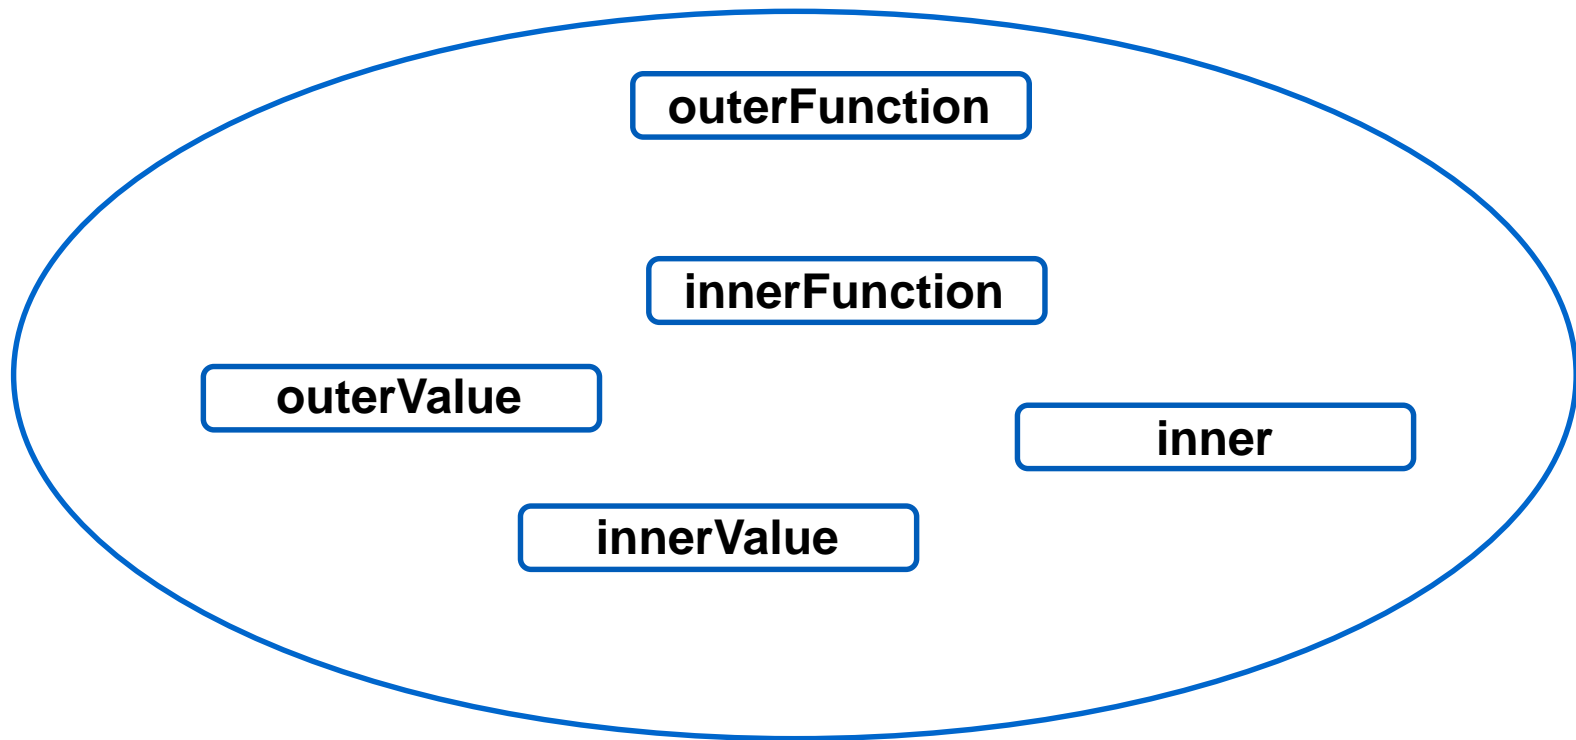 outerFunction
innerFunction
outerValue
inner
innerValue